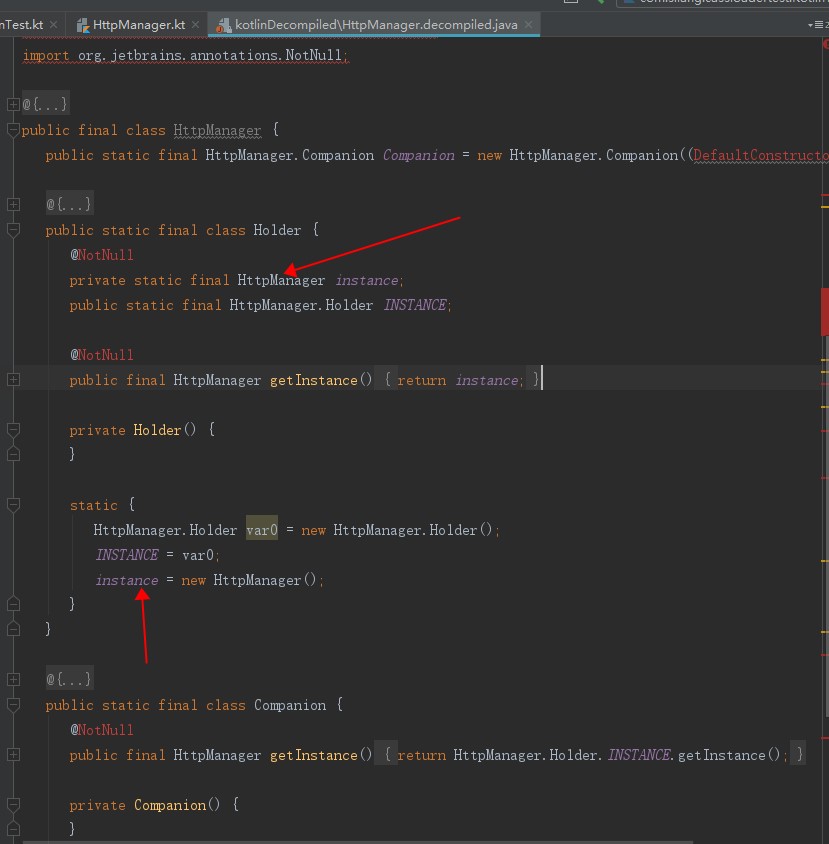 nTest.kt × HttpManager.kt × kotlinDecompiled\HttpManager.decompiled.java ×
import org.jetbrains.annotations.NotNull;
@{...}
public final class HttpManager {
public static final HttpManager.Companion Companion = new HttpManager.Companion((DefaultConstructo
@{...}
public static final class Holder {
@NotNull
private static final HttpManager instance;
public static final HttpManager.Holder INSTANCE;
@NotNull
public final HttpManager getInstance() { return instance; }
private Holder() {
}
static {
HttpManager.Holder var0 = new HttpManager.Holder();
INSTANCE = var0;
instance = new HttpManager();
}
}
@{...}
public static final class Companion {
@NotNull
public final HttpManager getInstance() { return HttpManager.Holder.INSTANCE.getInstance(); }
private Companion() {
}